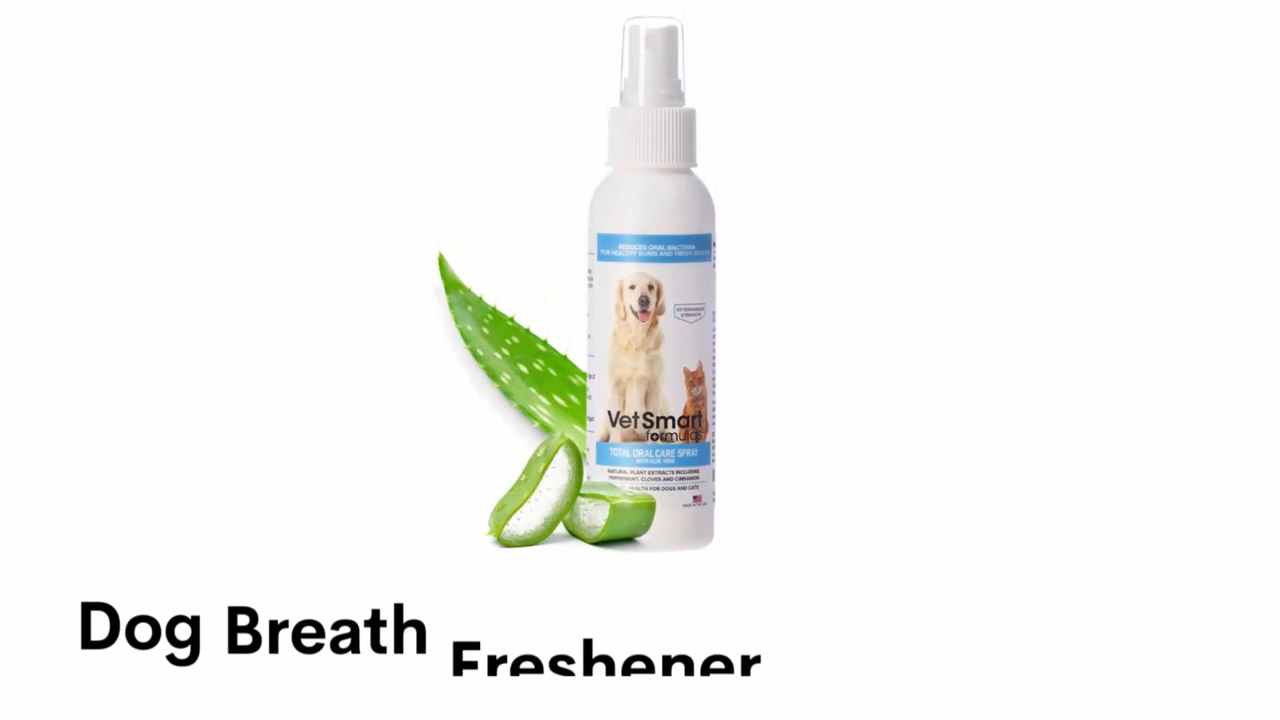 REDUCES ORAL BACTERIA
FOR HEALTHY GUMS AND FRESH BREATH
VETERINARIAN
STRENGTH
VetSmart
formulas
TOTAL ORAL CARE SPRAY
WITH ALOE VERA
NATURAL PLANT EXTRACTS INCLUDING
PEPPERMINT, CLOVES AND CINNAMON
HEALTH FOR DOGS AND CATS
MADE IN THE USA
Dog Breath Freshener